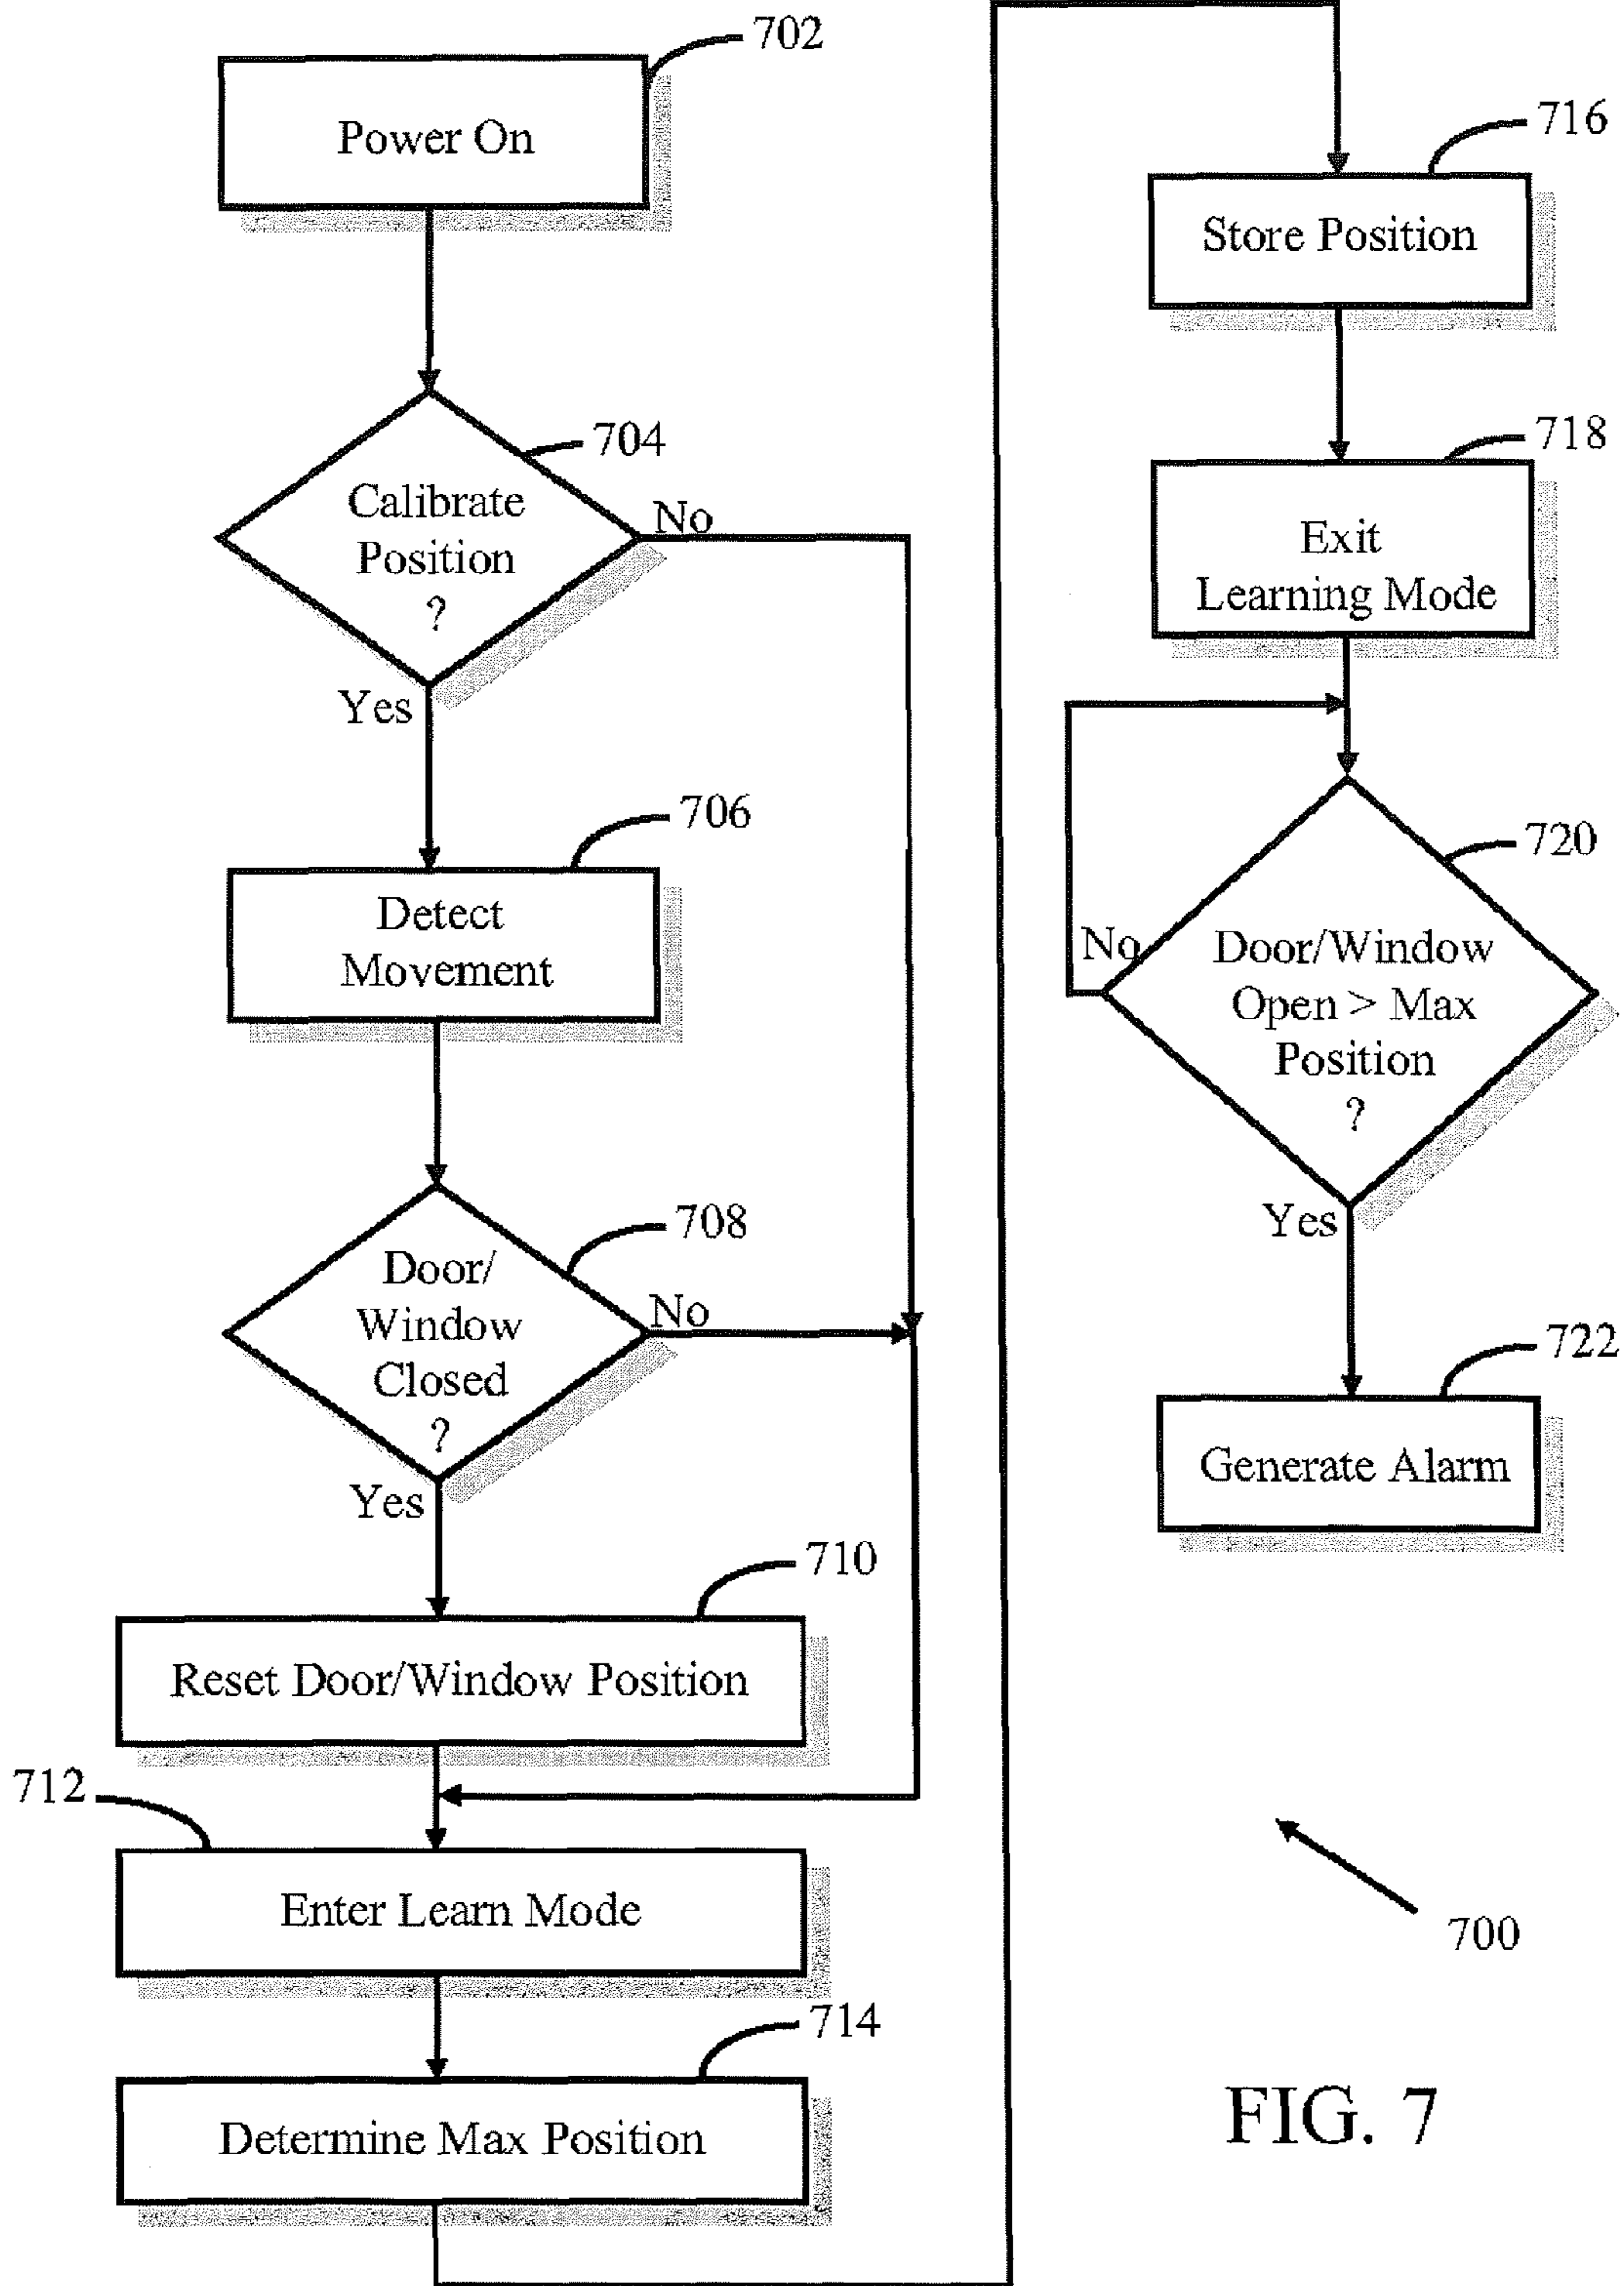 702
Power On
704
Calibrate
Position
?
No
Yes
706
Detect
Movement
708
Door/
Window
Closed
?
No
Yes
710
Reset Door/Window Position
712
Enter Learn Mode
714
Determine Max Position
716
Store Position
718
Exit
Learning Mode
720
Door/Window
Open > Max
Position
?
No
Yes
722
Generate Alarm
700
FIG. 7